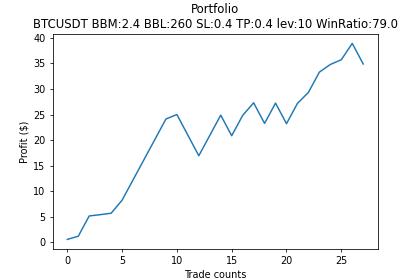 Portfolio
BTCUSDT BBM:2.4 BBL:260 SL:0.4 TP:0.4 lev:10 WinRatio:79.0
40
35
30
25
20
15
10
5
0
Profit ($)
0 5 10 15 20 25
Trade counts